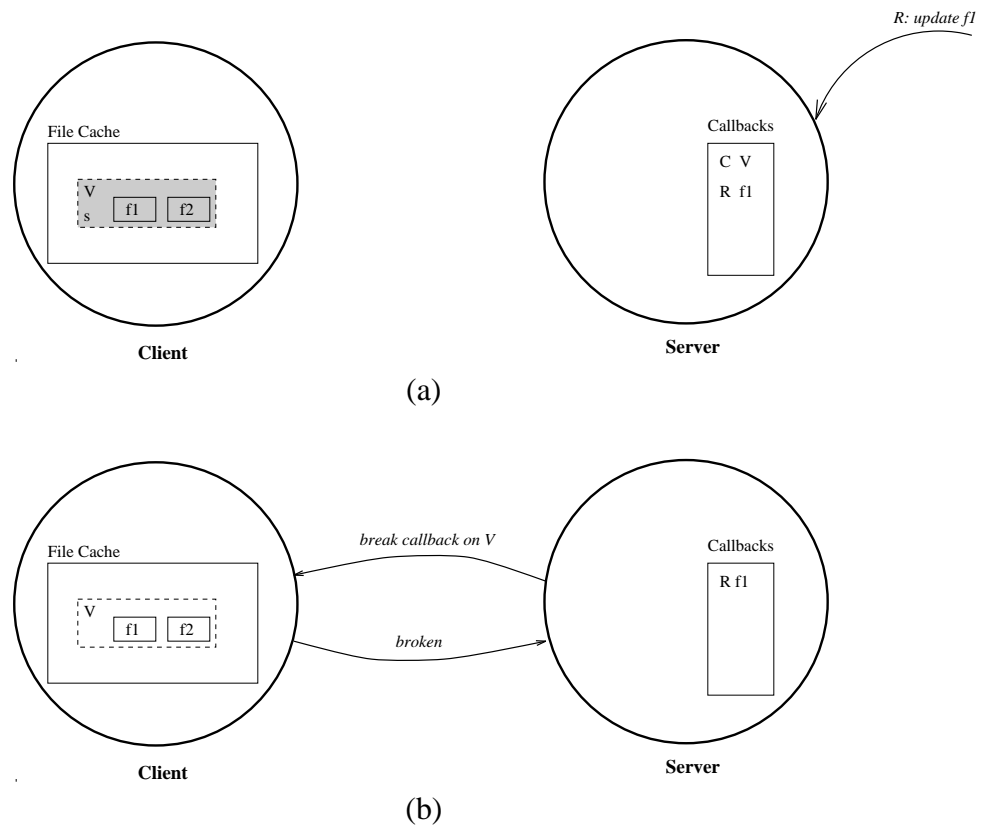 R: update f1
File Cache
V
s
f1
f2
Client
Callbacks
C V
R f1
Server
(a)
File Cache
V
f1
f2
Client
break callback on V
broken
Callbacks
R f1
Server
(b)